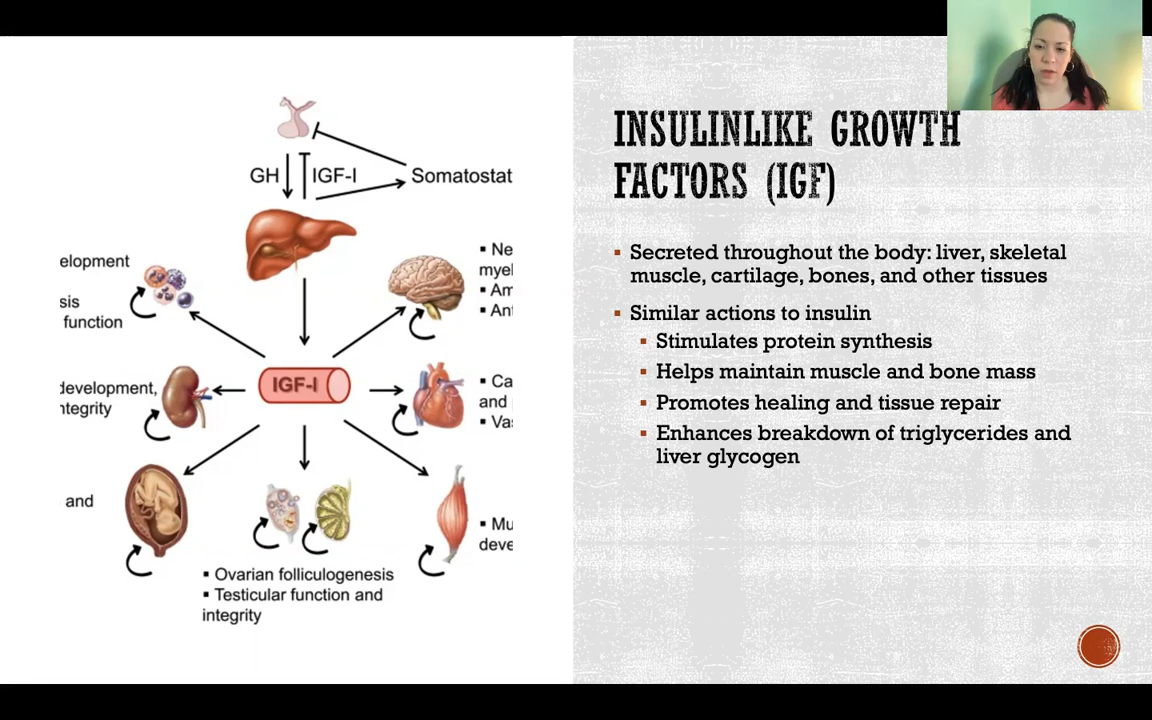 INSULINLIKE GROWTH
FACTORS (IGF)
Secreted throughout the body: liver, skeletal
muscle, cartilage, bones, and other tissues
Similar actions to insulin
Stimulates protein synthesis
Helps maintain muscle and bone mass
Promotes healing and tissue repair
Enhances breakdown of triglycerides and
liver glycogen
GH
IGF-I
Somatostat
elopment
sis
function
Ne
myel
Am
Ant
development,
ntegrity
IGF-I
Ca
and
Vas
and
Mu
deve
Ovarian folliculogenesis
Testicular function and
integrity